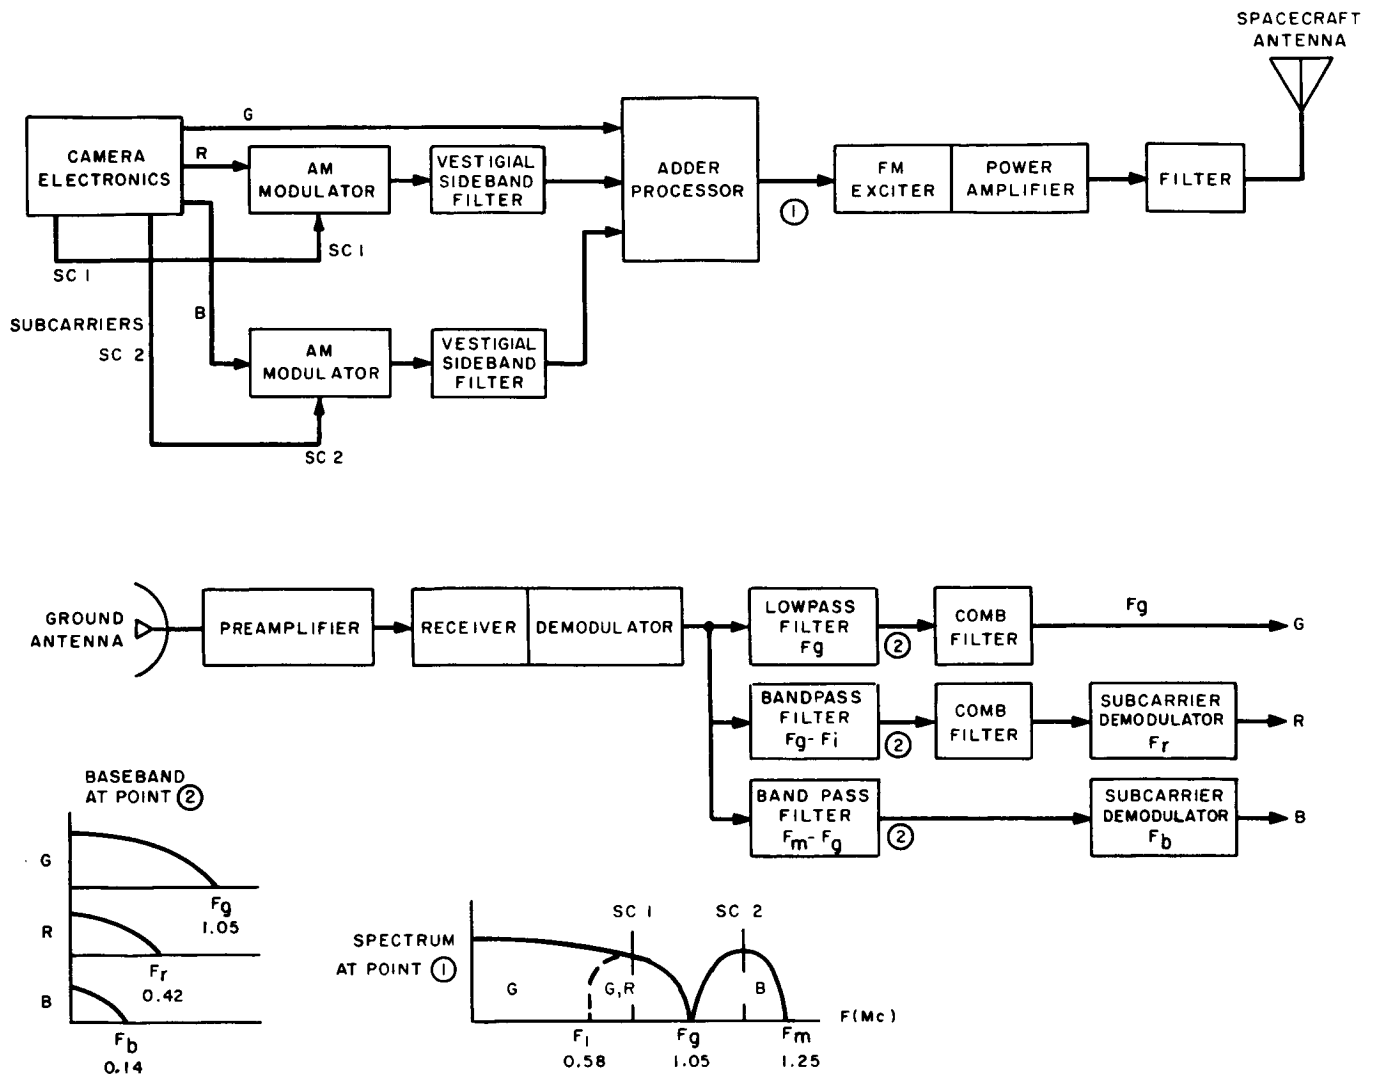 SPACECRAFT
ANTENNA
CAMERA
ELECTRONICS
G
R
B
AM
MODULATOR
VESTIGIAL
SIDEBAND
FILTER
ADDER
PROCESSOR
1
FM
EXCITER
POWER
AMPLIFIER
FILTER
SC 1
SC 1
SUBCARRIERS
SC 2
AM
MODULATOR
VESTIGIAL
SIDEBAND
FILTER
SC 2
GROUND
ANTENNA
PREAMPLIFIER
RECEIVER
DEMODULATOR
LOWPASS
FILTER
Fg
2
COMB
FILTER
Fg
G
BANDPASS
FILTER
Fg-Fi
2
COMB
FILTER
SUBCARRIER
DEMODULATOR
Fr
R
BAND PASS
FILTER
Fm-Fg
2
SUBCARRIER
DEMODULATOR
Fb
B
BASEBAND
AT POINT 2
G
Fg
1.05
R
Fr
0.42
B
Fb
0.14
SPECTRUM
AT POINT 1
SC 1
SC 2
G
G,R
B
F(Mc)
F1
0.58
Fg
1.05
Fm
1.25